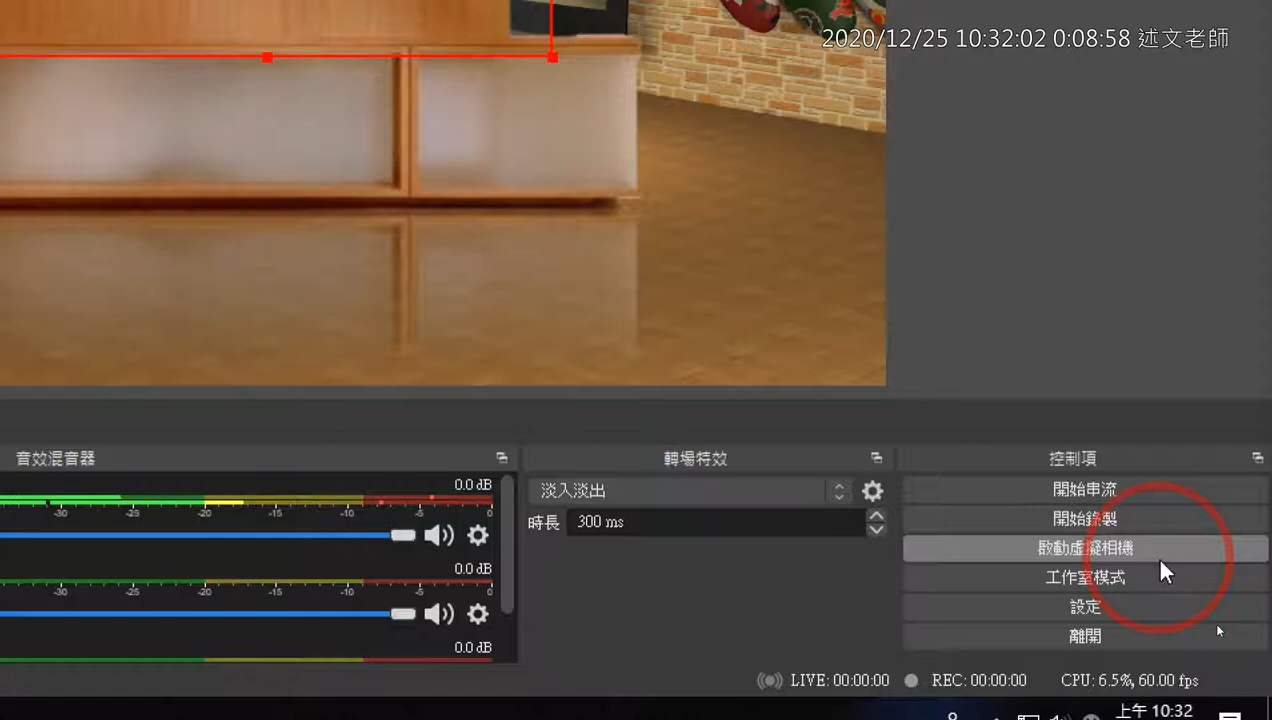 2020/12/25 10:32:02 0:08:58 述文老師
音效混音器
0.0 dB
-30 -25 -20 -15 -10 -5 0
0.0 dB
-30 -25 -20 -15 -10 -5 0
0.0 dB
轉場特效
淡入淡出
時長 300 ms
控制項
開始串流
開始錄製
啟動虛擬相機
工作室模式
設定
離開
LIVE: 00:00:00 REC: 00:00:00 CPU: 6.5%, 60.00 fps
上午 10:32